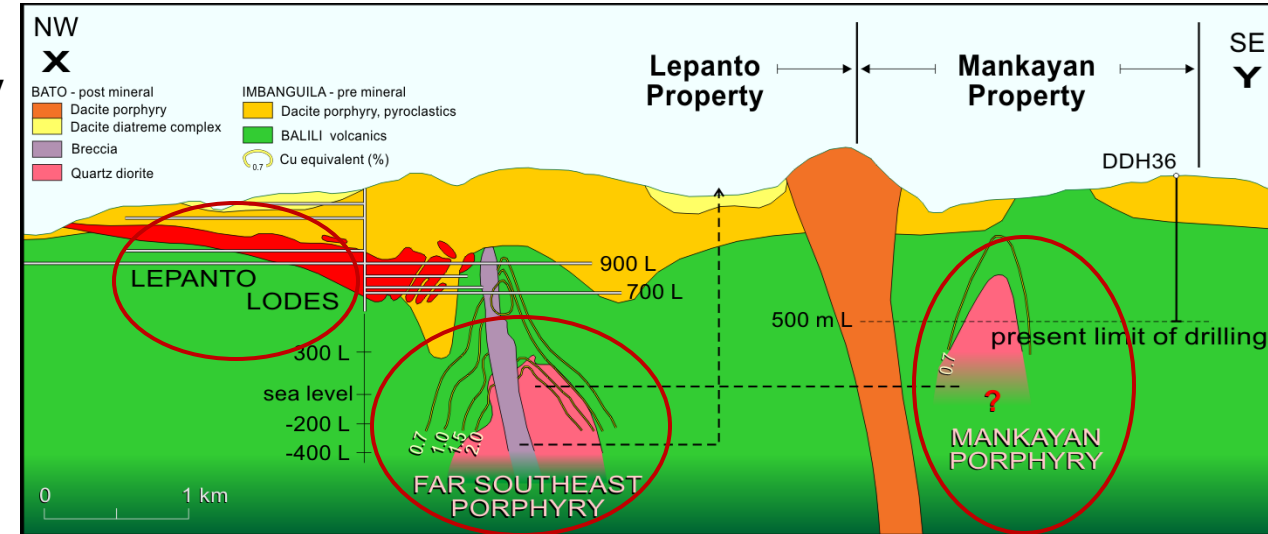 NW
X
SE
Y
Lepanto
Property
Mankayan
Property
BATO - post mineral
Dacite porphyry
Dacite diatreme complex
Breccia
Quartz diorite
IMBANGUILA - pre mineral
Dacite porphyry, pyroclastics
BALILI volcanics
0.7
Cu equivalent (%)
DDH36
LEPANTO
LODES
900 L
700 L
500 m L
present limit of drilling
300 L
sea level
-200 L
-400 L
0.7
1.0
1.5
2.0
0.7
?
MANKAYAN
PORPHYRY
FAR SOUTHEAST
PORPHYRY
0
1 km